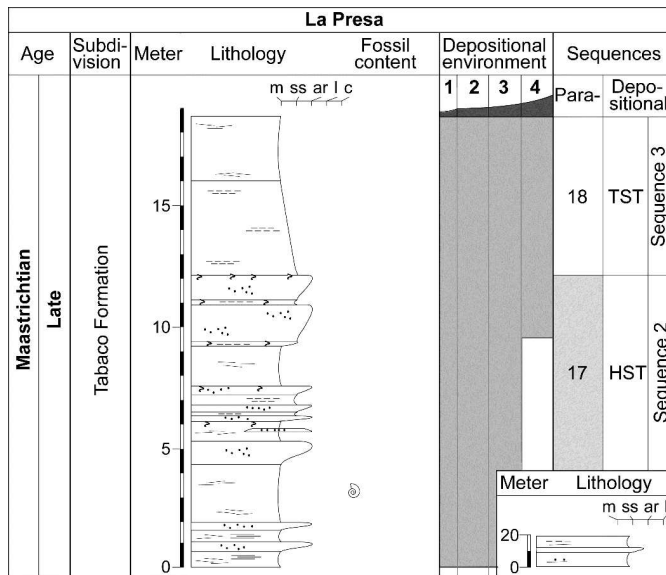 La Presa
Age
Subdi-
vision
Meter
Lithology
Fossil
content
Depositional
environment
Sequences
m ss ar l c
1 2 3 4
Para-
Depo-
sitional
Maastrichtian
Late
Tabaco Formation
15
10
5
0
18
TST
Sequence 3
17
HST
Sequence 2
Meter
Lithology
m ss ar l
20
0